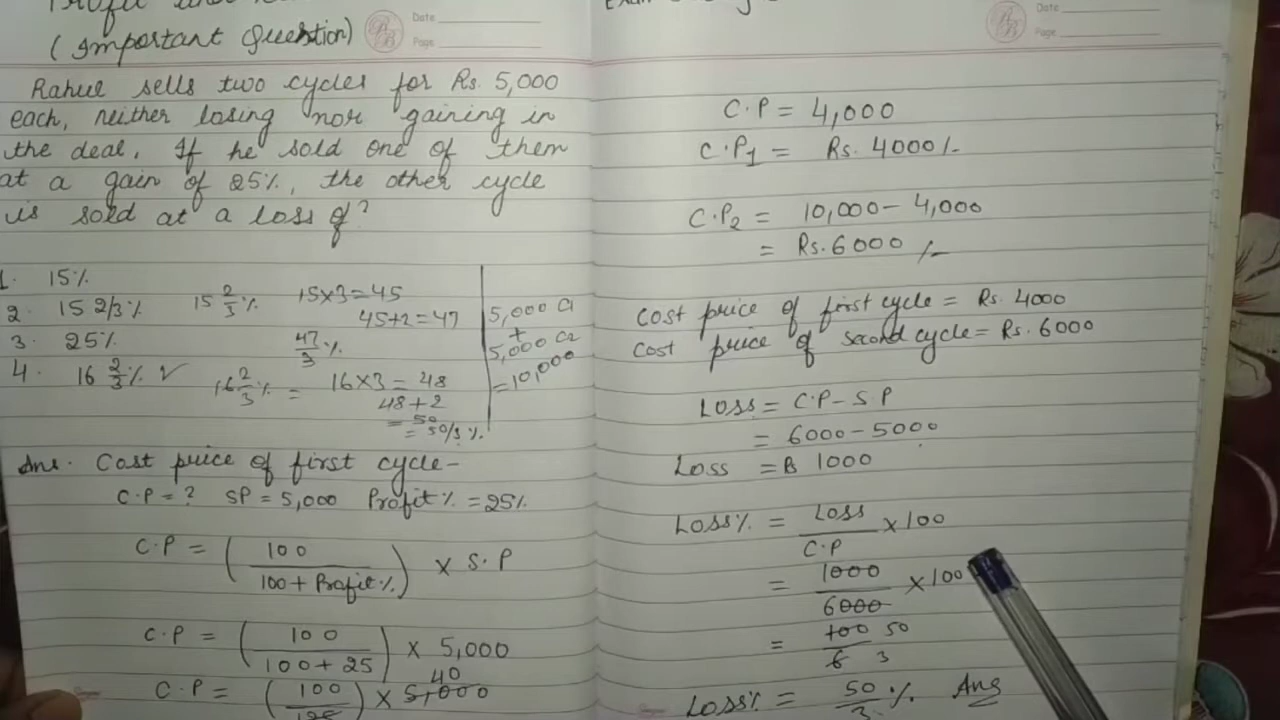 (Important Question)
Date
Page
Rahul sells two cycles for Rs. 5,000
each, neither losing nor gaining in
the deal. If he sold one of them
at a gain of 25%, the other cycle
is sold at a loss of?
1. 15%
2. 15 2/3 % 15 2/3 % 15×3=45
45+2=47
3. 25% 47/3 %
4. 16 2/3 % ✓ 16 2/3 % = 16×3=48
48+2
= 50
= 50/3 %.
5,000 C1
+
5,000 C2
=10,000
Ans. Cost price of first cycle-
C.P=? SP=5,000 Profit%=25%
C.P = (100/100+Profit%) × S.P
C.P = (100/100+25) × 5,000
40
C.P = (100/125) × 5,000
Date
Page
C.P = 4,000
C.P1 = Rs. 4000/-
C.P2 = 10,000-4,000
= Rs.6000/-
Cost price of first cycle= Rs. 4000
Cost price of second cycle= Rs. 6000
Loss= C.P-SP
= 6000-5000
Loss = 1000
Loss% = Loss/C.P ×100
= 1000/6000 ×100
= 100 50
6 3
Loss% = 50/3 % Ans